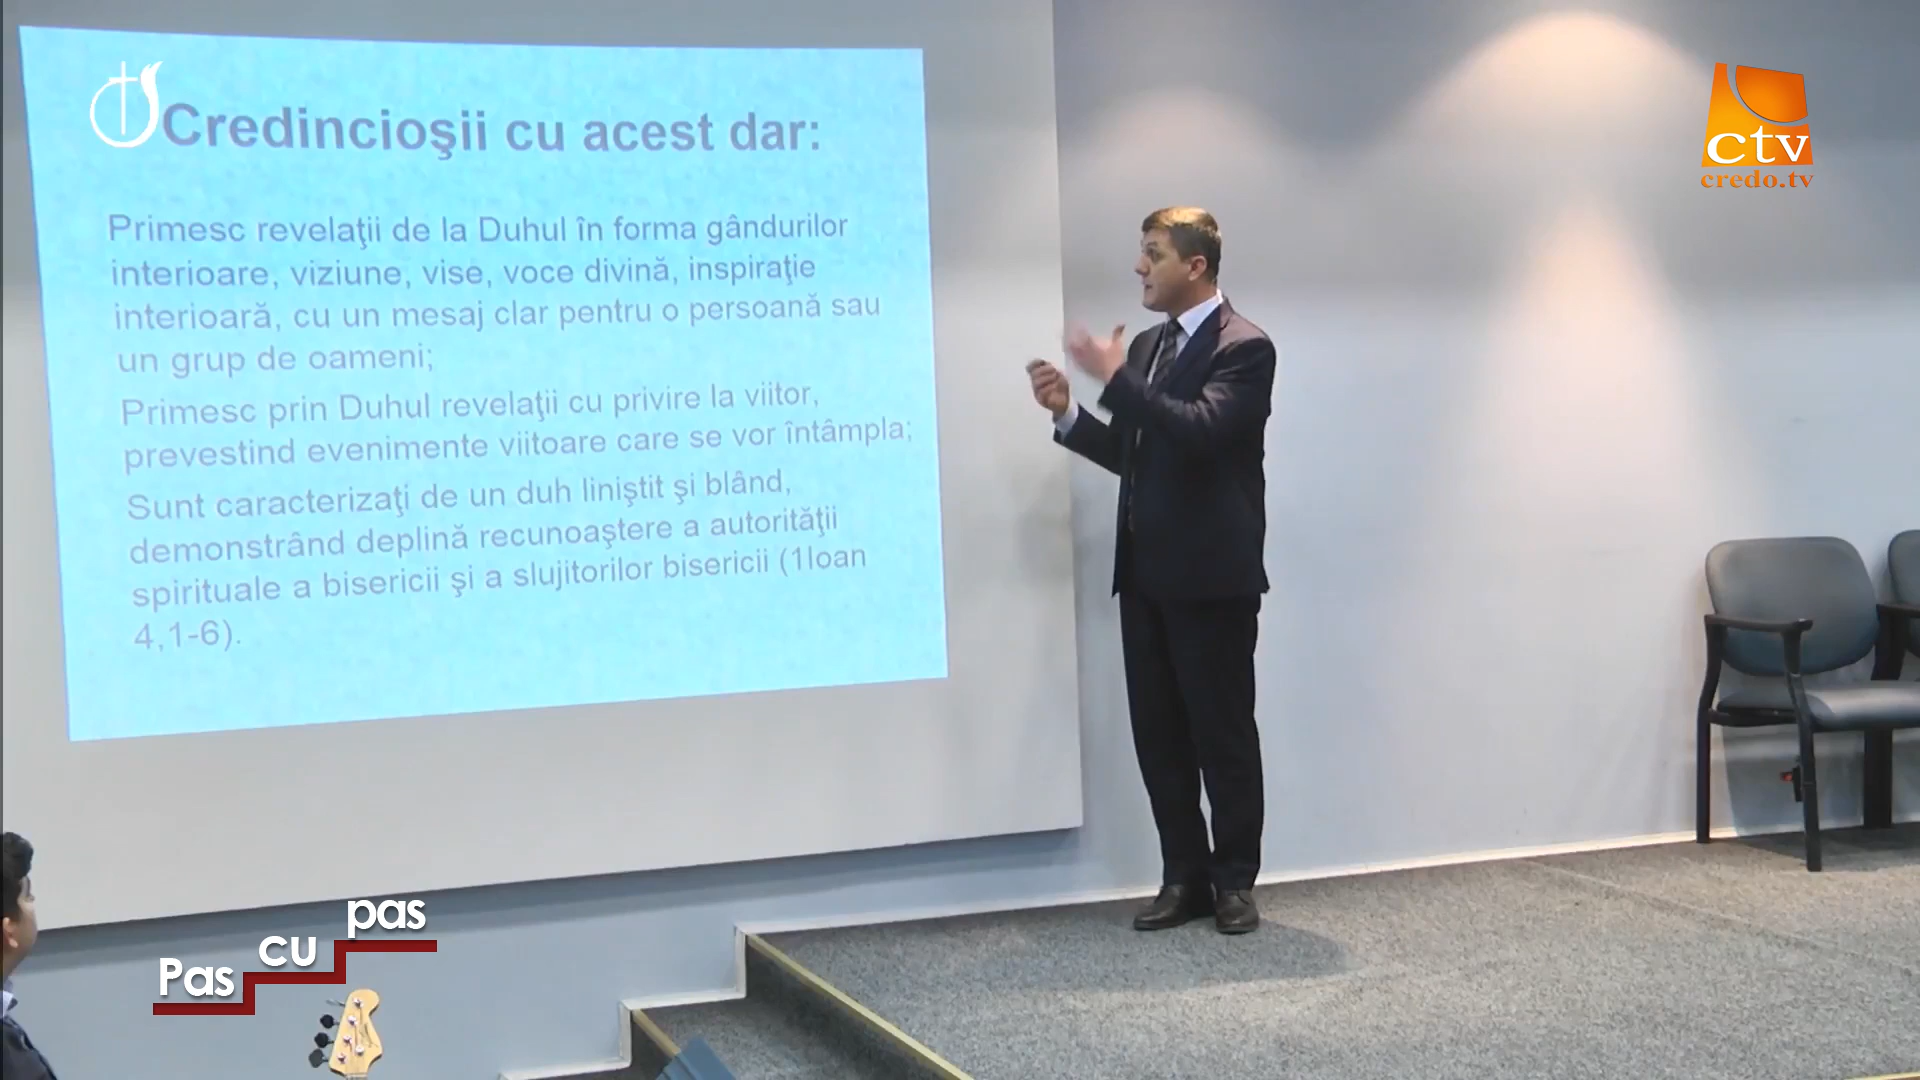 Credincioşii cu acest dar:
Primesc revelaţii de la Duhul în forma gândurilor
interioare, viziune, vise, voce divină, inspiraţie
interioară, cu un mesaj clar pentru o persoană sau
un grup de oameni;
Primesc prin Duhul revelaţii cu privire la viitor,
prevestind evenimente viitoare care se vor întâmpla;
Sunt caracterizaţi de un duh liniştit şi blând,
demonstrând deplină recunoaştere a autorităţii
spirituale a bisericii şi a slujitorilor bisericii (1Ioan
4,1-6).
ctv
credo.tv
Pas cu pas